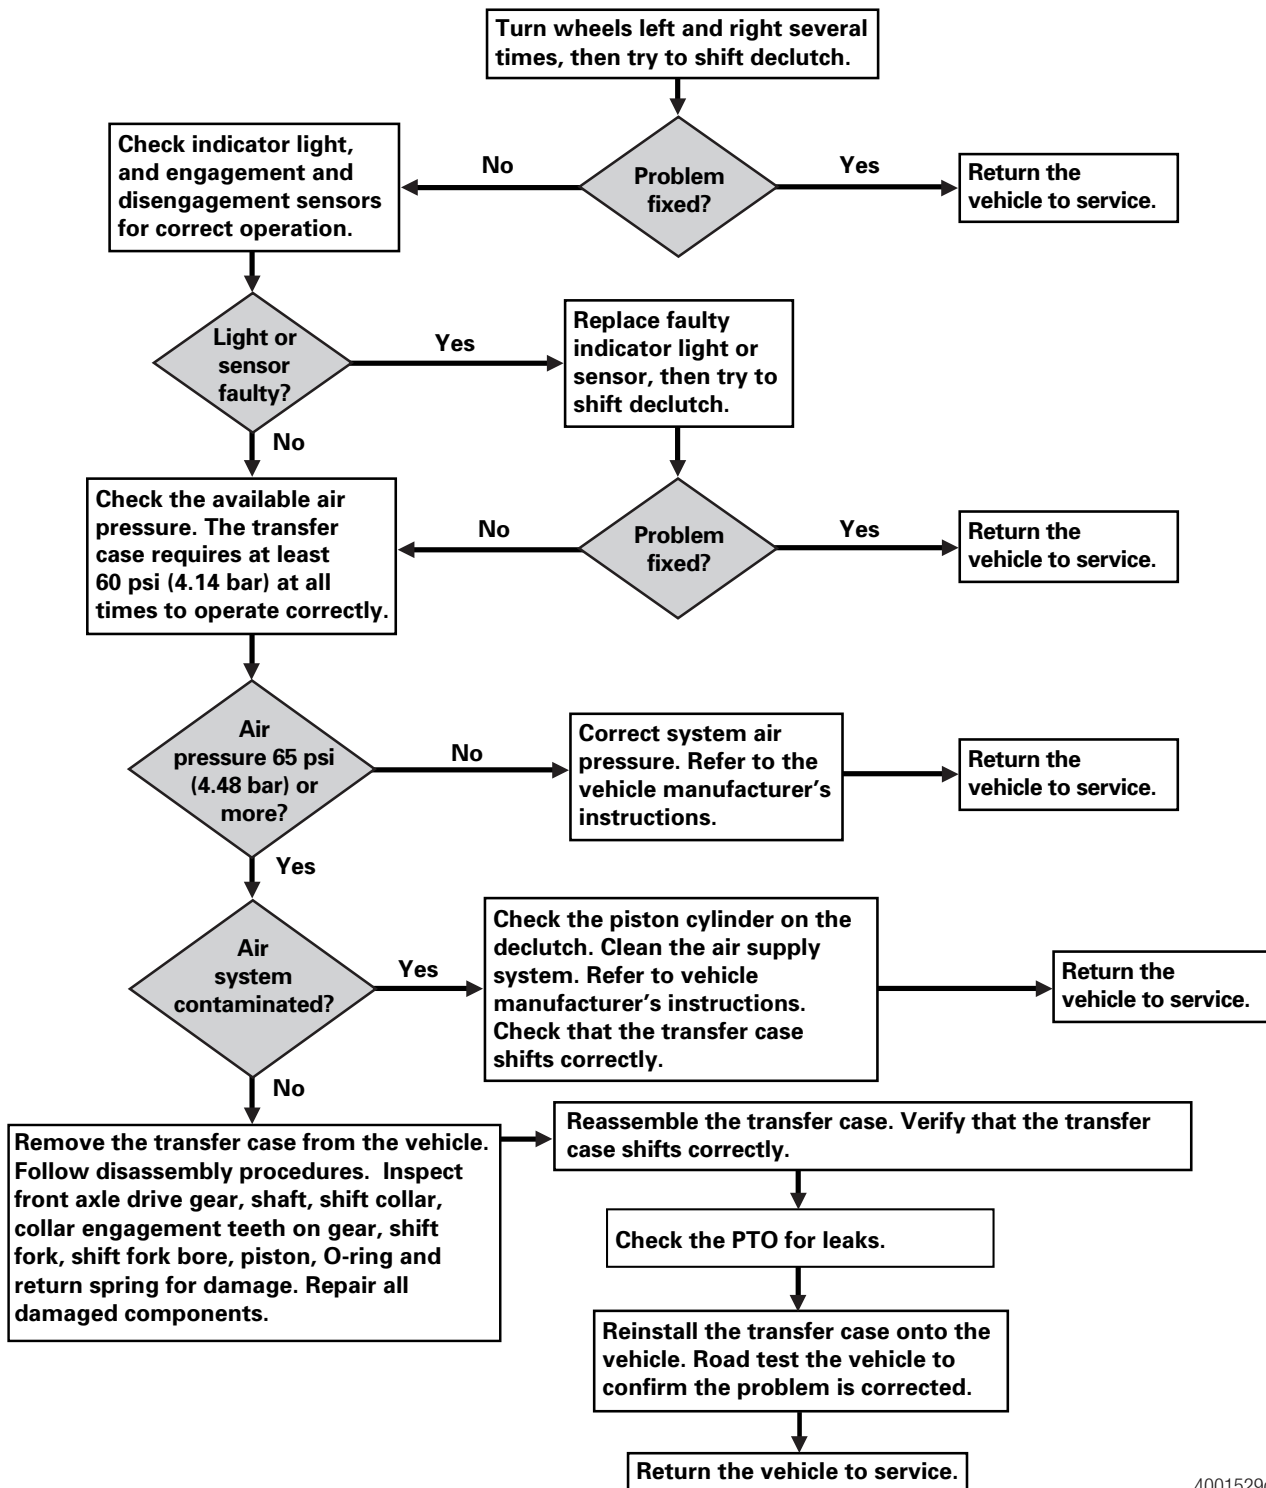 Turn wheels left and right several
times, then try to shift declutch.
Check indicator light,
and engagement and
disengagement sensors
for correct operation.
No
Problem
fixed?
Yes
Return the
vehicle to service.
Light or
sensor
faulty?
Yes
Replace faulty
indicator light or
sensor, then try to
shift declutch.
No
Check the available air
pressure. The transfer
case requires at least
60 psi (4.14 bar) at all
times to operate correctly.
No
Problem
fixed?
Yes
Return the
vehicle to service.
Air
pressure 65 psi
(4.48 bar) or
more?
No
Correct system air
pressure. Refer to the
vehicle manufacturer's
instructions.
Return the
vehicle to service.
Yes
Air
system
contaminated?
Yes
Check the piston cylinder on the
declutch. Clean the air supply
system. Refer to vehicle
manufacturer's instructions.
Check that the transfer case
shifts correctly.
Return the
vehicle to service.
No
Remove the transfer case from the vehicle.
Follow disassembly procedures. Inspect
front axle drive gear, shaft, shift collar,
collar engagement teeth on gear, shift
fork, shift fork bore, piston, O-ring and
return spring for damage. Repair all
damaged components.
Reassemble the transfer case. Verify that the transfer
case shifts correctly.
Check the PTO for leaks.
Reinstall the transfer case onto the
vehicle. Road test the vehicle to
confirm the problem is corrected.
Return the vehicle to service.